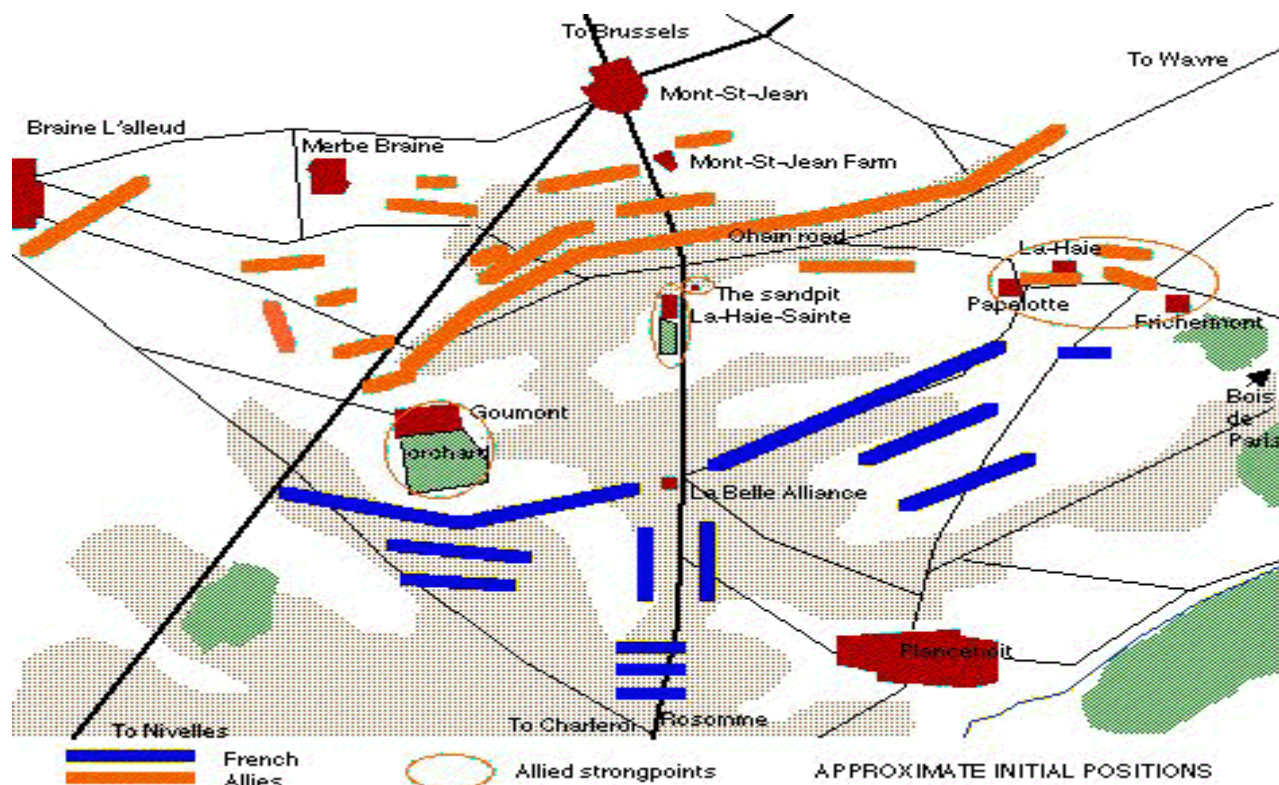 To Brussels
To Wavre
Mont-St-Jean
Braine L'alleud
Merbe Braine
Mont-St-Jean Farm
Ohain road
La-Haie
The sandpit
Papelotte
La-Haie-Sainte
Frichermont
Goumont
Bois
de
Paris
orchard
La Belle Alliance
Plancenoit
To Nivelles
To Charleroi
Rosomme
French
Allies
Allied strongpoints
APPROXIMATE INITIAL POSITIONS